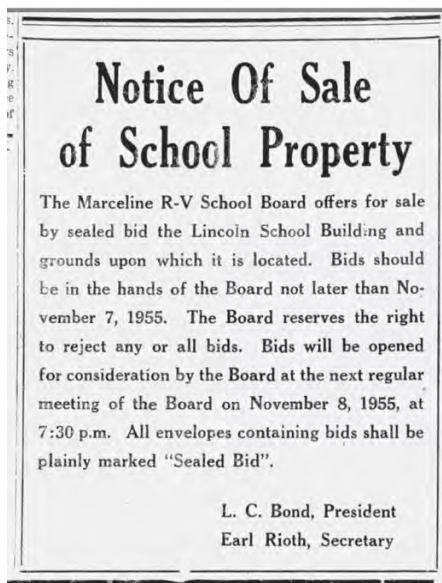 Notice Of Sale
of School Property
The Marceline R-V School Board offers for sale
by sealed bid the Lincoln School Building and
grounds upon which it is located. Bids should
be in the hands of the Board not later than No-
vember 7, 1955. The Board reserves the right
to reject any or all bids. Bids will be opened
for consideration by the Board at the next regular
meeting of the Board on November 8, 1955, at
7:30 p.m. All envelopes containing bids shall be
plainly marked "Sealed Bid".
L. C. Bond, President
Earl Rioth, Secretary